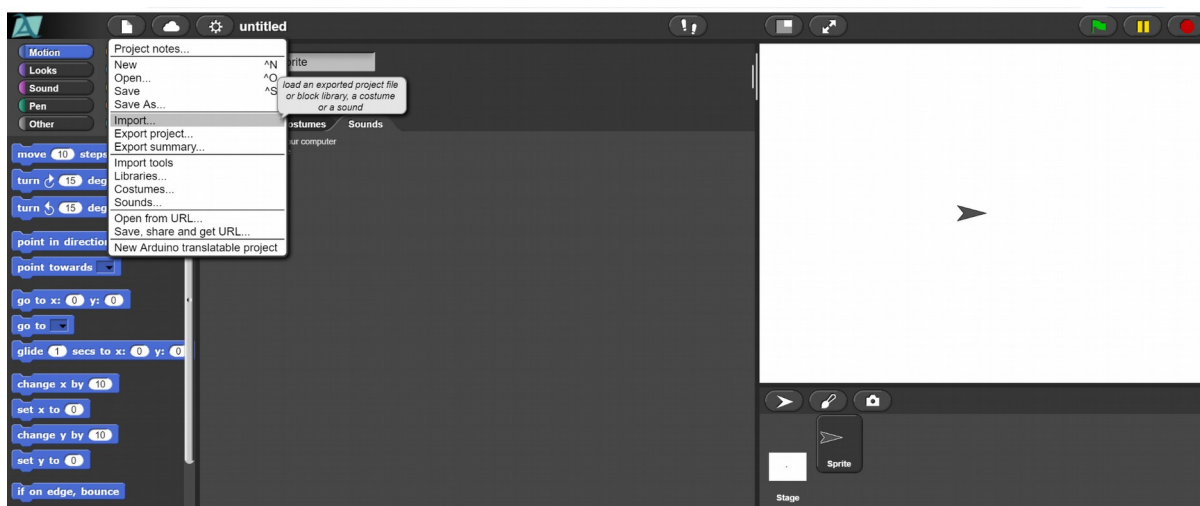 untitled
Motion
Looks
Sound
Pen
Other
move 10 steps
turn 15 deg
turn 15 deg
point in direction
point towards
go to x: 0 y: 0
go to
glide 1 secs to x: 0 y: 0
change x by 10
set x to 0
change y by 10
set y to 0
if on edge, bounce
Project notes...
New ^N
Open... ^O
Save ^S
Save As...
Import...
Export project...
Export summary...
Import tools
Libraries...
Costumes...
Sounds...
Open from URL...
Save, share and get URL...
New Arduino translatable project
load an exported project file
or block library, a costume
or a sound
prite
ostumes Sounds
ur computer
Sprite
Stage